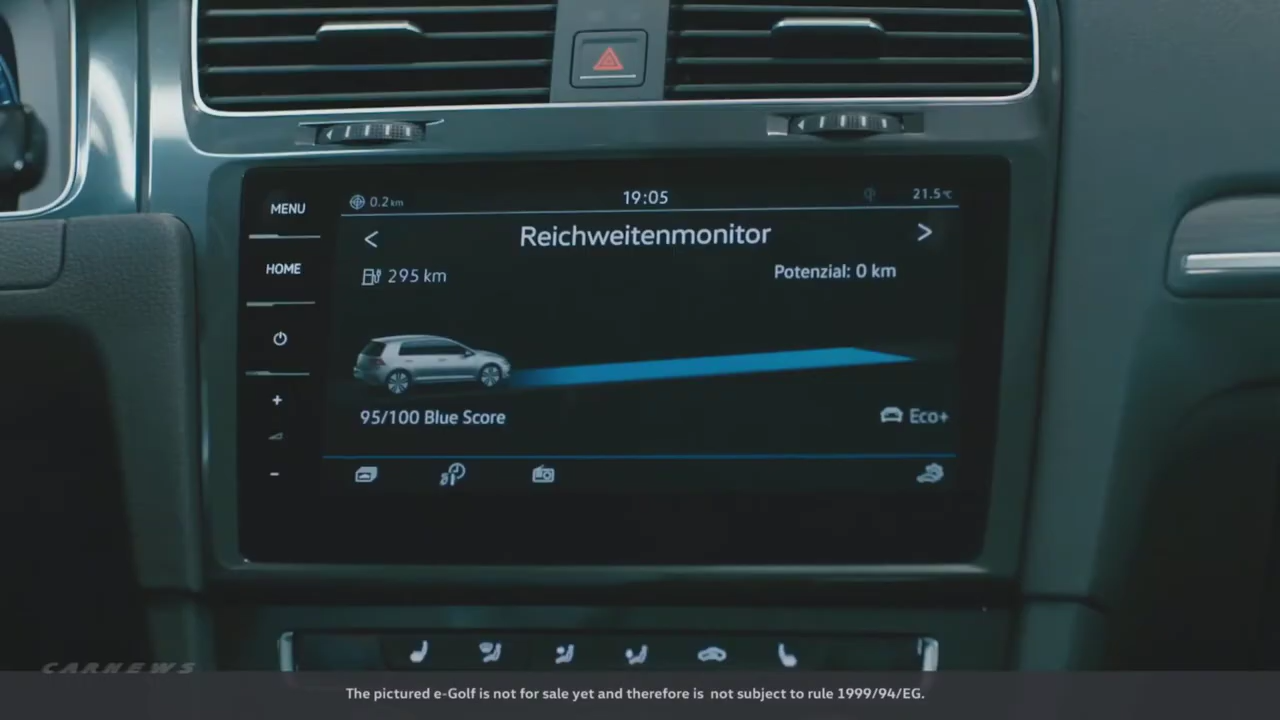 0.2 km
19:05
21.5 °C
MENU
< Reichweitenmonitor >
HOME
295 km
Potenzial: 0 km
95/100 Blue Score
Eco+
+
-
CARNEWS
The pictured e-Golf is not for sale yet and therefore is not subject to rule 1999/94/EG.